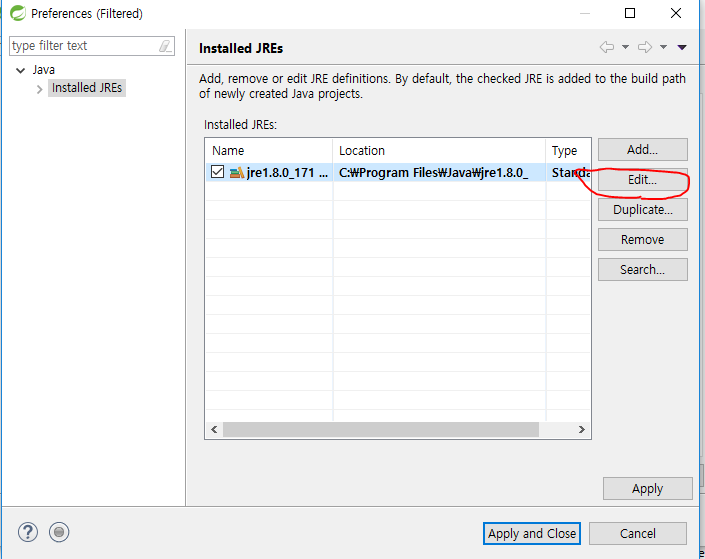 Preferences (Filtered)
type filter text
Java
Installed JREs
Installed JREs
Add, remove or edit JRE definitions. By default, the checked JRE is added to the build path
of newly created Java projects.
Installed JREs:
Name Location Type
jre1.8.0_171 ... C:₩Program Files₩Java₩jre1.8.0_ Standa
Add...
Edit...
Duplicate...
Remove
Search...
Apply
Apply and Close Cancel